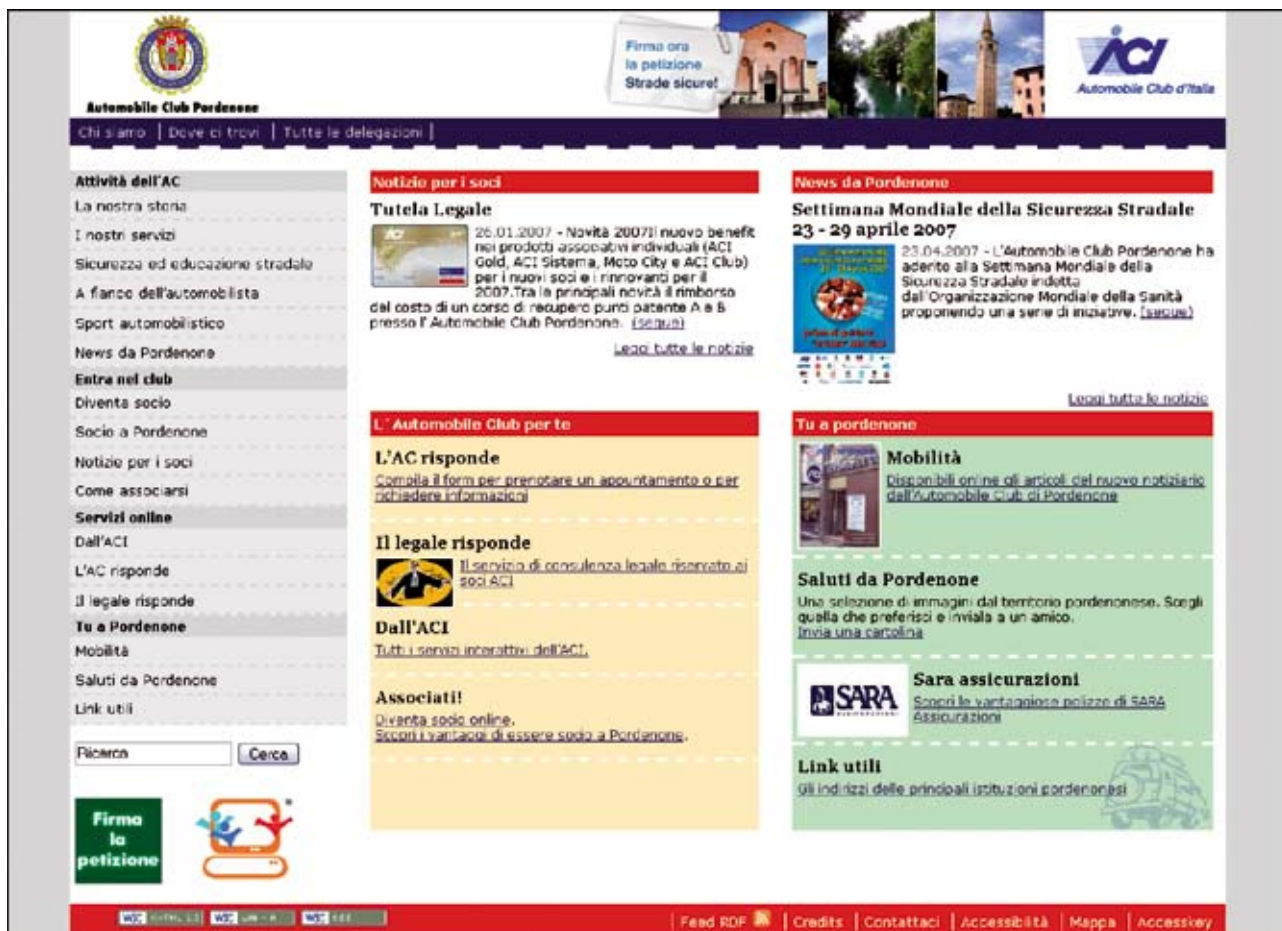 Automobile Club Pordenone
Firma ora
la petizione
Strade sicure!
ACI
Automobile Club d'Italia
Chi siamo | Dove ci trovi | Tutte le delegazioni |
Attività dell'AC
La nostra storia
I nostri servizi
Sicurezza ed educazione stradale
A fianco dell'automobilista
Sport automobilistico
News da Pordenone
Entra nel club
Diventa socio
Socio a Pordenone
Notizie per i soci
Come associarsi
Servizi online
Dall'ACI
L'AC risponde
Il legale risponde
Tu a Pordenone
Mobilità
Saluti da Pordenone
Link utili
Ricerca
Cerca
Firma
la
petizione
Notizie per i soci
Tutela Legale
26.01.2007 - Novità 2007Il nuovo benefit
nei prodotti associativi individuali (ACI
Gold, ACI Sistema, Moto City e ACI Club)
per i nuovi soci e i rinnovanti per il
2007.Tra le principali novità il rimborso
del costo di un corso di recupero punti patente A e B
presso l' Automobile Club Pordenone. (segue)
Leggi tutte le notizie
News da Pordenone
Settimana Mondiale della Sicurezza Stradale
23 - 29 aprile 2007
23.04.2007 - L'Automobile Club Pordenone ha
aderito alla Settimana Mondiale della
Sicurezza Stradale indetta
dall'Organizzazione Mondiale della Sanità
proponendo una serie di iniziative. (segue)
Leggi tutte le notizie
L´Automobile Club per te
L'AC risponde
Compila il form per prenotare un appuntamento o per
richiedere informazioni
Il legale risponde
Il servizio di consulenza legale riservato ai
soci ACI
Dall'ACI
Tutti i servizi interattivi dell'ACI.
Associati!
Diventa socio online.
Scopri i vantaggi di essere socio a Pordenone.
Tu a pordenone
Mobilità
Disponibili online gli articoli del nuovo notiziario
dell'Automobile Club di Pordenone
Saluti da Pordenone
Una selezione di immagini dal territorio pordenonese. Scegli
quella che preferisci e inviala a un amico.
Invia una cartolina
SARA
Sara assicurazioni
Scopri le vantaggiose polizze di SARA
Assicurazioni
Link utili
Gli indirizzi delle principali istituzioni pordenonesi
W3C
W3C
W3C
| Feed RDF | Credits | Contattaci | Accessibilità | Mappa | Accesskey